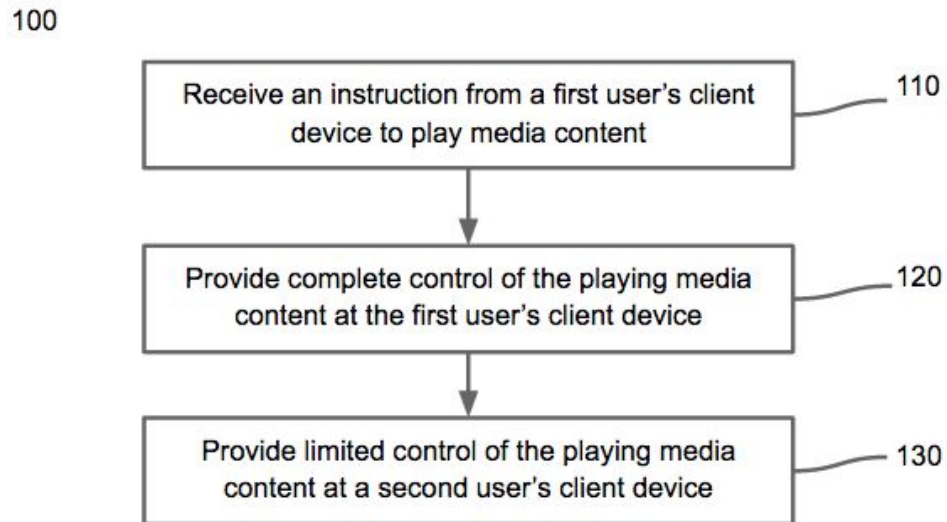 100
Receive an instruction from a first user's client
device to play media content
110
Provide complete control of the playing media
content at the first user's client device
120
Provide limited control of the playing media
content at a second user's client device
130